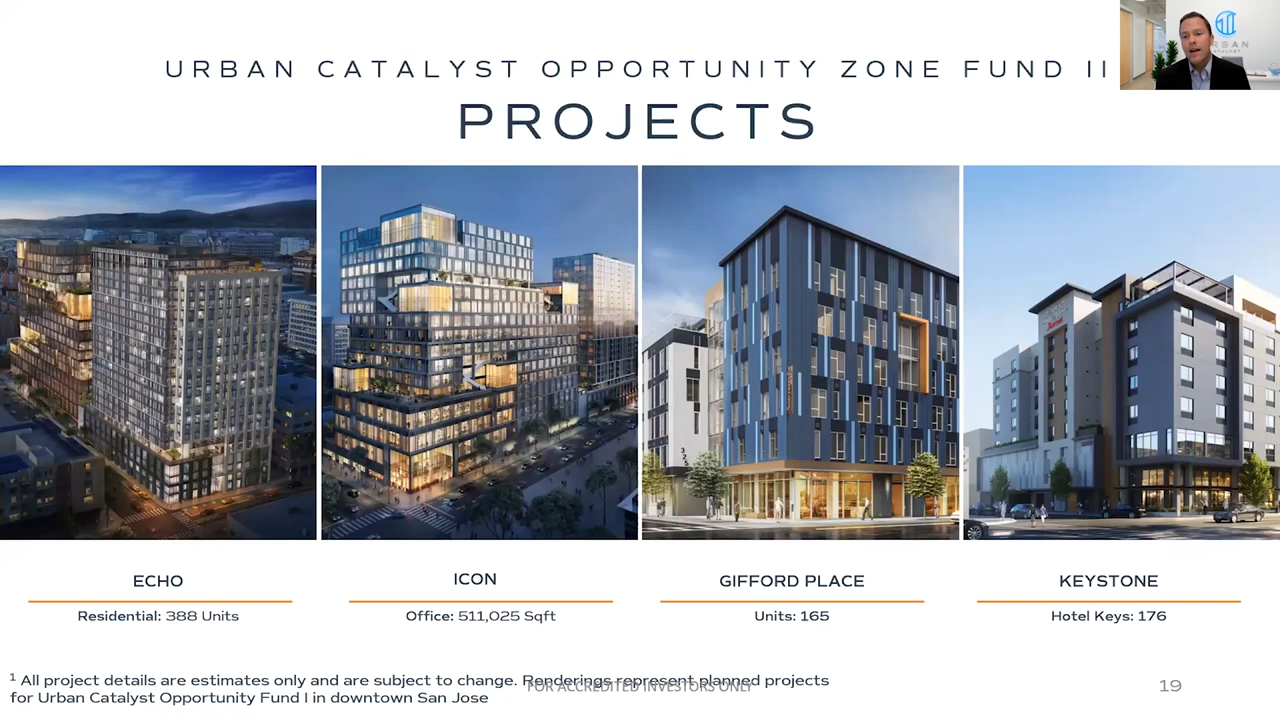 URBAN CATALYST OPPORTUNITY ZONE FUND II
PROJECTS
ECHO
Residential: 388 Units
ICON
Office: 511,025 Sqft
GIFFORD PLACE
Units: 165
KEYSTONE
Hotel Keys: 176
¹ All project details are estimates only and are subject to change. Renderings represent planned projects
for Urban Catalyst Opportunity Fund I in downtown San Jose
FOR ACCREDITED INVESTORS ONLY
19